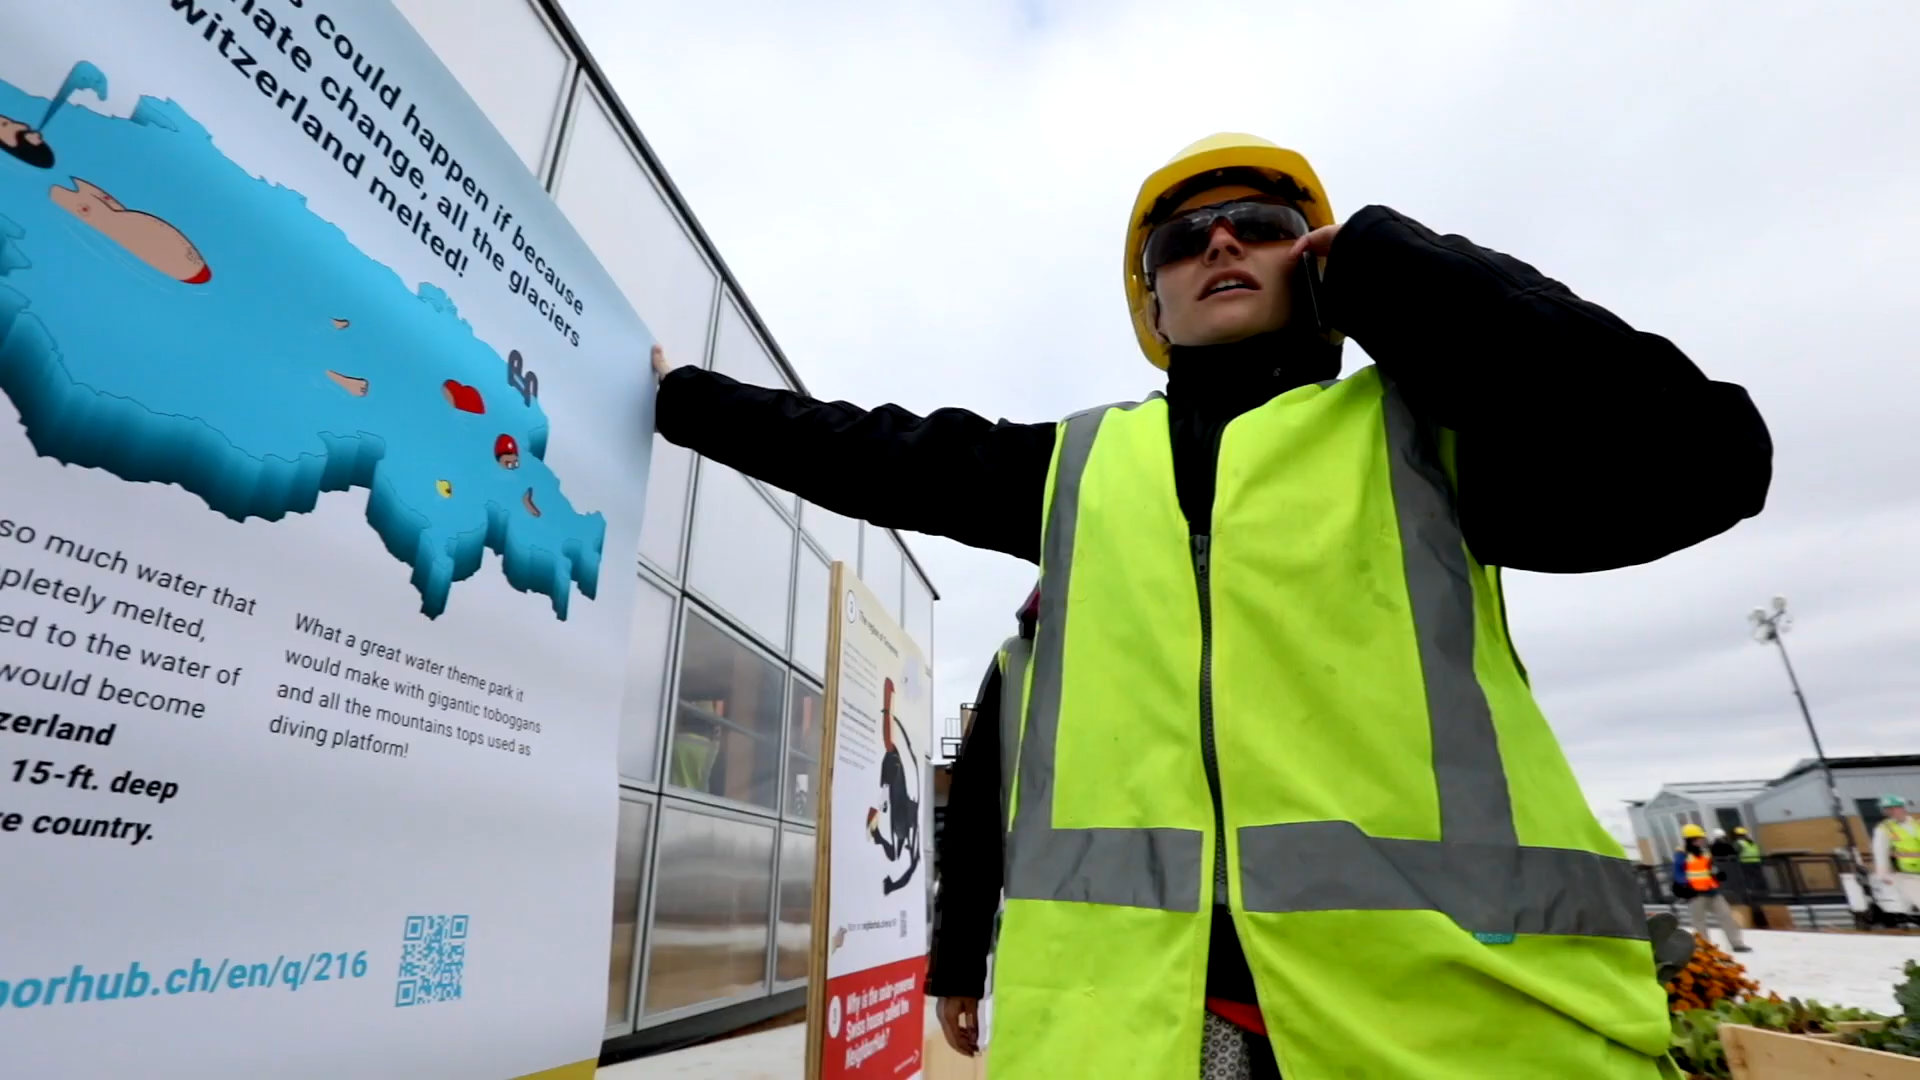 could happen if because
change, all the glaciers
witzerland melted!
so much water that
pletely melted,
ed to the water of
would become
zerland
15-ft. deep
e country.
What a great water theme park it
would make with gigantic toboggans
and all the mountains tops used as
diving platform!
orhub.ch/en/q/216
2
3
Why is the solar-powered
Swiss house called the
NeighborHub?